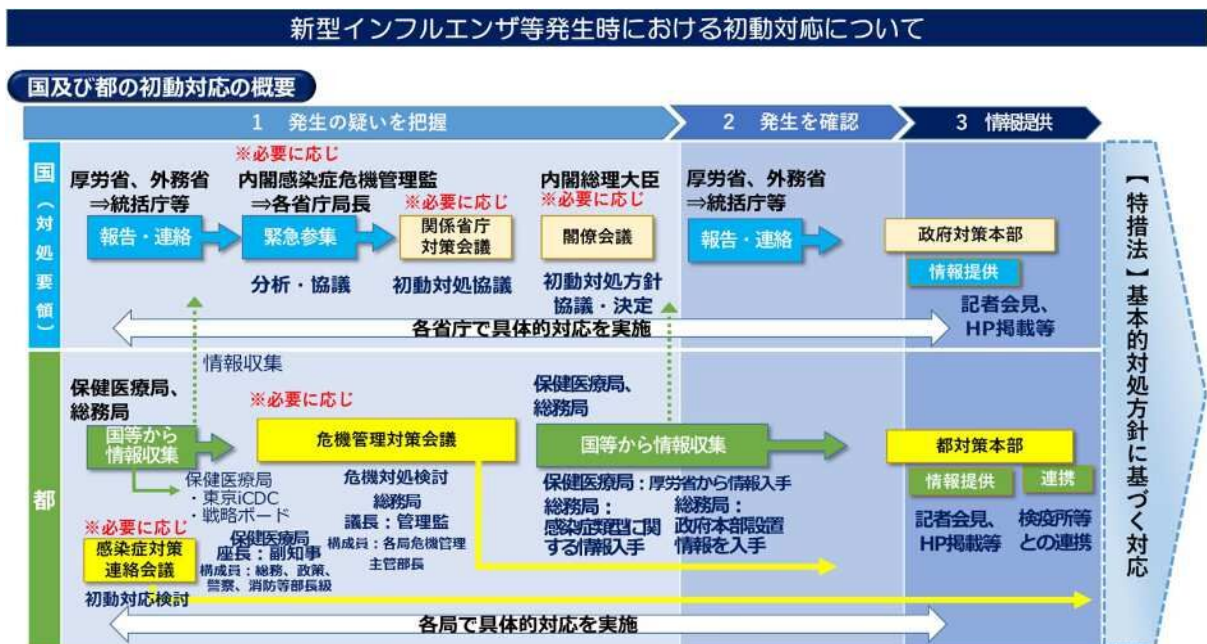 新型インフルエンザ等発生時における初動対応について
国及び都の初動対応の概要
1 発生の疑いを把握
2 発生を確認
3 情報提供
国(対処要領)
厚労省、外務省
⇒統括庁等
報告・連絡
※必要に応じ
内閣感染症危機管理監
⇒各省庁局長
緊急参集
分析・協議
※必要に応じ
関係省庁
対策会議
初動対処協議
内閣総理大臣
※必要に応じ
閣僚会議
初動対処方針
協議・決定
厚労省、外務省
⇒統括庁等
報告・連絡
政府対策本部
情報提供
記者会見、
HP掲載等
各省庁で具体的対応を実施
都
情報収集
保健医療局、
総務局
国等から
情報収集
保健医療局
・東京iCDC
・戦略ボード
※必要に応じ
感染症対策
連絡会議
初動対応検討
保健医療局
座長:副知事
構成員:総務、政策、
警察、消防等部長級
※必要に応じ
危機管理対策会議
危機対処検討
総務局
議長:管理監
構成員:各局危機管理
主管部長
保健医療局、
総務局
国等から情報収集
保健医療局:厚労省から情報入手
総務局:
感染症類型に関
する情報入手
総務局:
政府本部設置
情報を入手
都対策本部
情報提供
記者会見、
HP掲載等
連携
検疫所等
との連携
各局で具体的対応を実施
【特措法】基本的対処方針に基づく対応